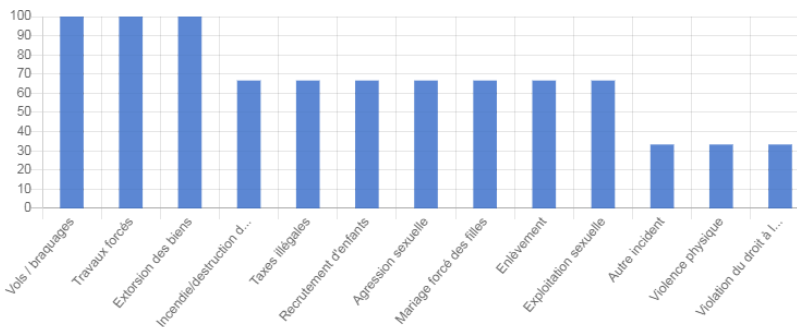 100
90
80
70
60
50
40
30
20
10
0
Vols / braquages
Travaux forcés
Extorsion des biens
Incendie/destruction d...
Taxes illégales
Recrutement d'enfants
Agression sexuelle
Mariage forcé des filles
Enlèvement
Exploitation sexuelle
Autre incident
Violence physique
Violation du droit à l...